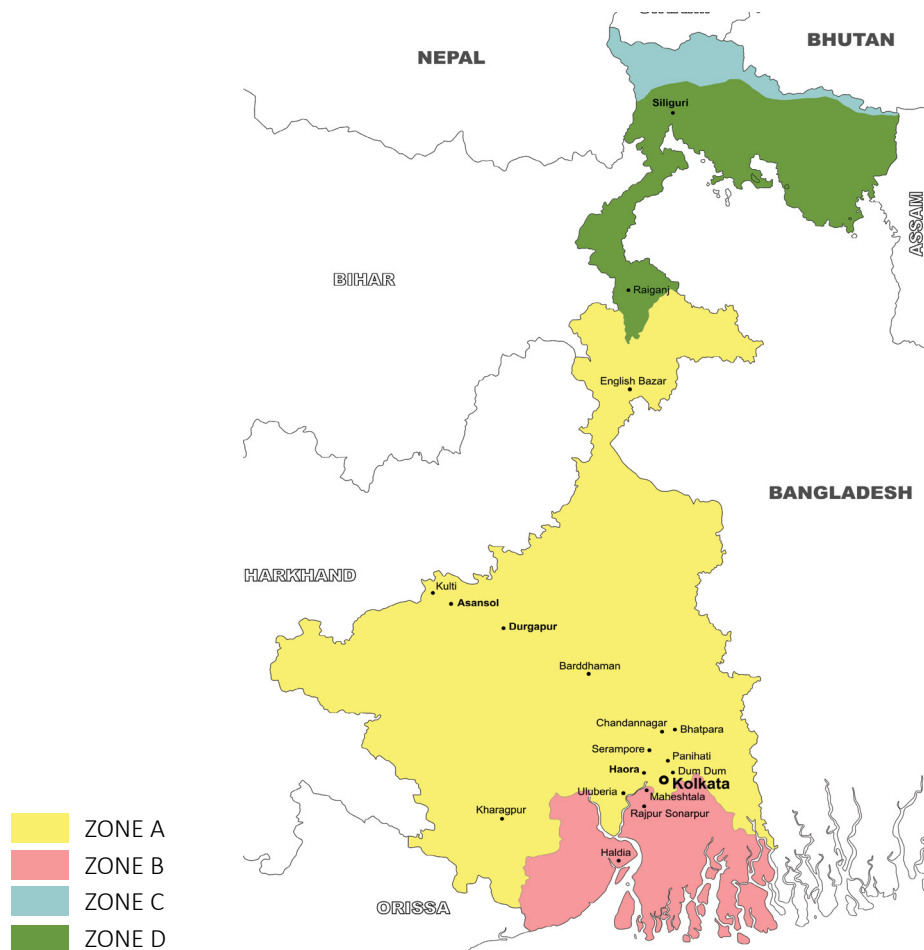 BHUTAN
NEPAL
Siliguri
ASSAM
BIHAR
Raiganj
English Bazar
BANGLADESH
HARKHAND
Kulti
Asansol
Durgapur
Barddhaman
Chandannagar
Bhatpara
Serampore
Panihati
Haora
Dum Dum
Kolkata
Uluberia
Maheshtala
Kharagpur
Rajpur Sonarpur
ZONE A
Haldia
ZONE B
ZONE C
ORISSA
ZONE D